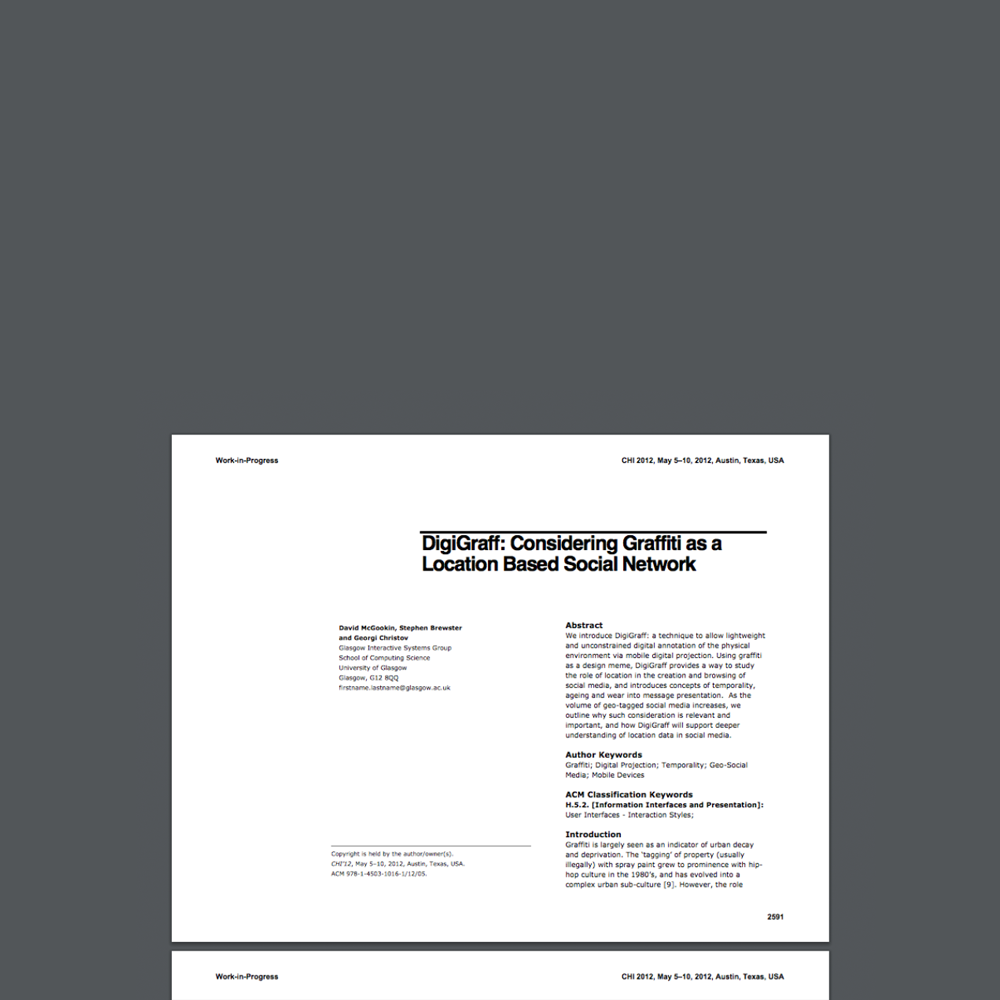 Work-in-Progress
CHI 2012, May 5–10, 2012, Austin, Texas, USA
DigiGraff: Considering Graffiti as a
Location Based Social Network
David McGookin, Stephen Brewster
and Georgi Christov
Glasgow Interactive Systems Group
School of Computing Science
University of Glasgow
Glasgow, G12 8QQ
firstname.lastname@glasgow.ac.uk
Copyright is held by the author/owner(s).
CHI'12, May 5–10, 2012, Austin, Texas, USA.
ACM 978-1-4503-1016-1/12/05.
Abstract
We introduce DigiGraff: a technique to allow lightweight
and unconstrained digital annotation of the physical
environment via mobile digital projection. Using graffiti
as a design meme, DigiGraff provides a way to study
the role of location in the creation and browsing of
social media, and introduces concepts of temporality,
ageing and wear into message presentation.  As the
volume of geo-tagged social media increases, we
outline why such consideration is relevant and
important, and how DigiGraff will support deeper
understanding of location data in social media.
Author Keywords
Graffiti; Digital Projection; Temporality; Geo-Social
Media; Mobile Devices
ACM Classification Keywords
H.5.2. [Information Interfaces and Presentation]:
User Interfaces - Interaction Styles;
Introduction
Graffiti is largely seen as an indicator of urban decay
and deprivation. The 'tagging' of property (usually
illegally) with spray paint grew to prominence with hip-
hop culture in the 1980's, and has evolved into a
complex urban sub-culture [9]. However, the role
2591
Work-in-Progress
CHI 2012, May 5–10, 2012, Austin, Texas, USA